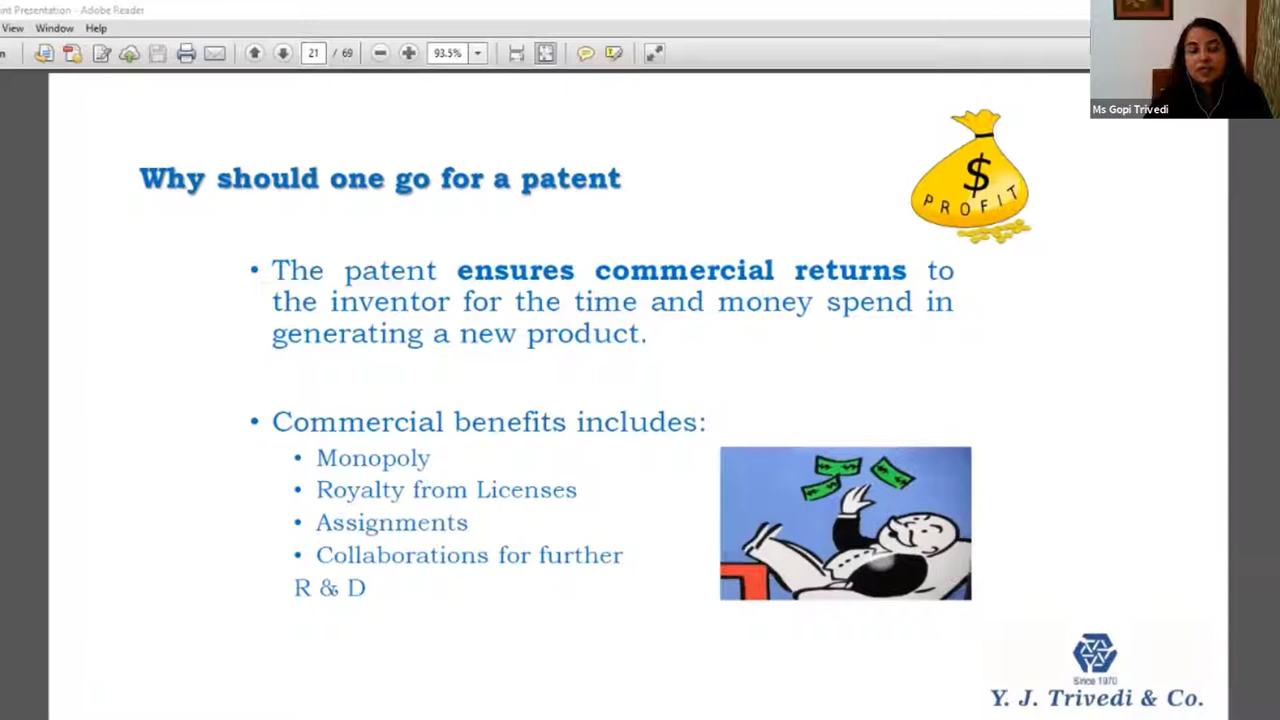 nt Presentation - Adobe Reader
View Window Help
n 21 / 69 93.5%
Ms Gopi Trivedi
$
PROFIT
Why should one go for a patent
• The patent ensures commercial returns to
the inventor for the time and money spend in
generating a new product.
• Commercial benefits includes:
• Monopoly
• Royalty from Licenses
• Assignments
• Collaborations for further
R & D
Since 1970
Y. J. Trivedi & Co.